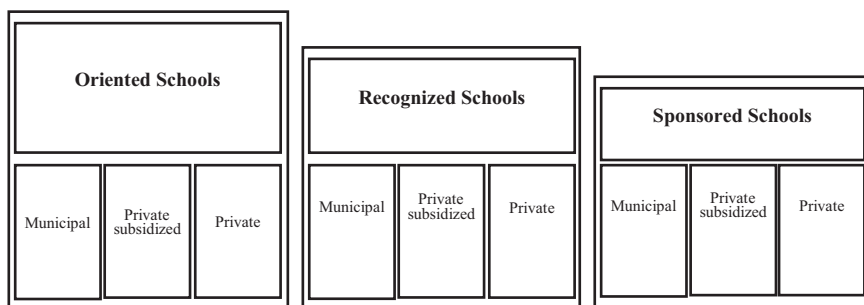 Oriented Schools
Municipal
Private
subsidized
Private
Recognized Schools
Municipal
Private
subsidized
Private
Sponsored Schools
Municipal
Private
subsidized
Private